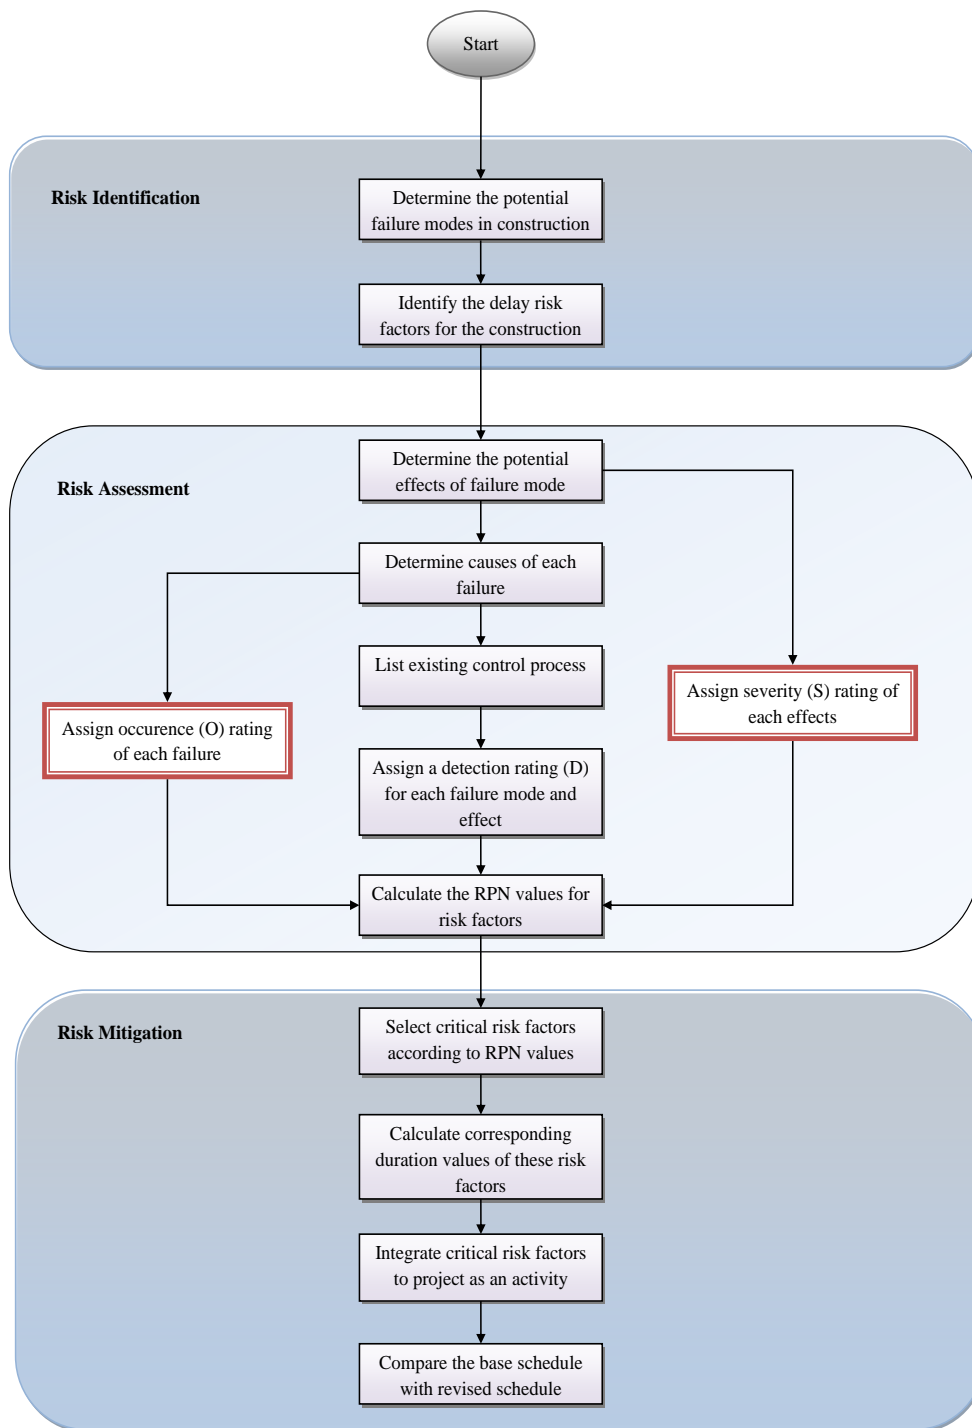 Start
Risk Identification
Determine the potential
failure modes in construction
Identify the delay risk
factors for the construction
Risk Assessment
Determine the potential
effects of failure mode
Determine causes of each
failure
List existing control process
Assign severity (S) rating of
each effects
Assign occurence (O) rating
of each failure
Assign a detection rating (D)
for each failure mode and
effect
Calculate the RPN values for
risk factors
Risk Mitigation
Select critical risk factors
according to RPN values
Calculate corresponding
duration values of these risk
factors
Integrate critical risk factors
to project as an activity
Compare the base schedule
with revised schedule